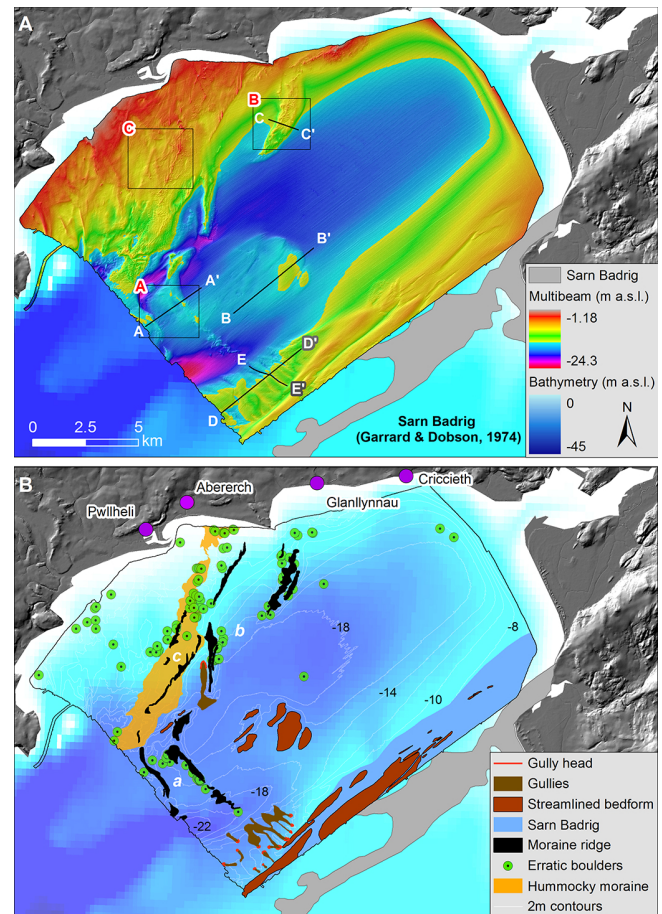 A
B
C
C
C'
B'
A
A'
A
B
E
D'
E'
D
Sarn Badrig
(Garrard & Dobson, 1974)
0 2.5 5
km
Sarn Badrig
Multibeam (m a.s.l.)
-1.18
-24.3
Bathymetry (m a.s.l.)
0
-45
N
B
Pwllheli
Abererch
Glanllynnau
Criccieth
b
c
a
-18
-8
-14
-10
-18
-22
Gully head
Gullies
Streamlined bedform
Sarn Badrig
Moraine ridge
Erratic boulders
Hummocky moraine
2m contours